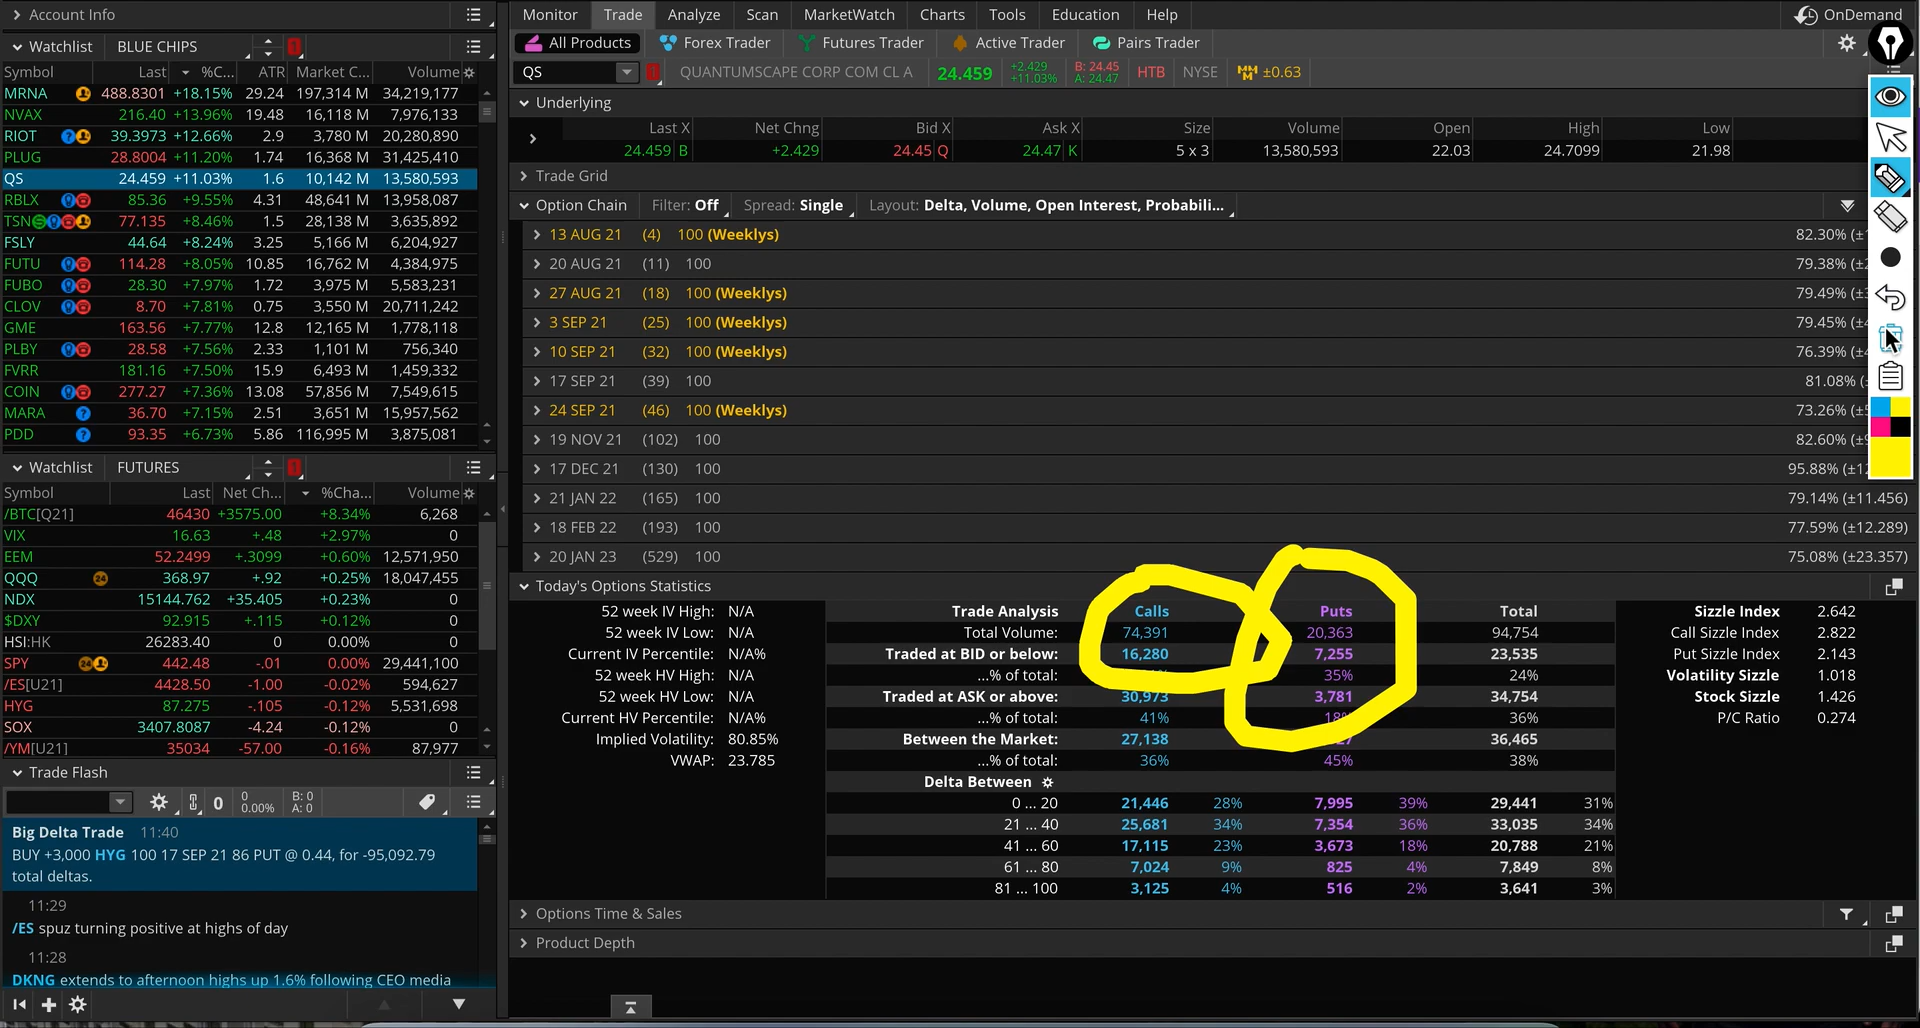 Account Info
Monitor Trade Analyze Scan MarketWatch Charts Tools Education Help OnDemand
Watchlist BLUE CHIPS 1
All Products Forex Trader Futures Trader Active Trader Pairs Trader
Symbol Last %C... ATR Market C... Volume
MRNA 488.8301 +18.15% 29.24 197,314 M 34,219,177
NVAX 216.40 +13.96% 19.48 16,118 M 7,976,133
RIOT 39.3973 +12.66% 2.9 3,780 M 20,280,890
PLUG 28.8004 +11.20% 1.74 16,368 M 31,425,410
QS 24.459 +11.03% 1.6 10,142 M 13,580,593
RBLX 85.36 +9.55% 4.31 48,641 M 13,958,087
TSN 77.135 +8.46% 1.5 28,138 M 3,635,892
FSLY 44.64 +8.24% 3.25 5,166 M 6,204,927
FUTU 114.28 +8.05% 10.85 16,762 M 4,384,975
FUBO 28.30 +7.97% 1.72 3,975 M 5,583,231
CLOV 8.70 +7.81% 0.75 3,550 M 20,711,242
GME 163.56 +7.77% 12.8 12,165 M 1,778,118
PLBY 28.58 +7.56% 2.33 1,101 M 756,340
FVRR 181.16 +7.50% 15.9 6,493 M 1,459,332
COIN 277.27 +7.36% 13.08 57,856 M 7,549,615
MARA 36.70 +7.15% 2.51 3,651 M 15,957,562
PDD 93.35 +6.73% 5.86 116,995 M 3,875,081
Watchlist FUTURES 1
Symbol Last Net Ch... %Cha... Volume
/BTC[Q21] 46430 +3575.00 +8.34% 6,268
VIX 16.63 +.48 +2.97% 0
EEM 52.2499 +.3099 +0.60% 12,571,950
QQQ 24 368.97 +.92 +0.25% 18,047,455
NDX 15144.762 +35.405 +0.23% 0
$DXY 92.915 +.115 +0.12% 0
HSI:HK 26283.40 0 0.00% 0
SPY 24 442.48 -.01 0.00% 29,441,100
/ES[U21] 4428.50 -1.00 -0.02% 594,627
HYG 87.275 -.105 -0.12% 5,531,698
SOX 3407.8087 -4.24 -0.12% 0
/YM[U21] 35034 -57.00 -0.16% 87,977
Trade Flash
0 0 0.00% B: 0 A: 0
Big Delta Trade 11:40
BUY +3,000 HYG 100 17 SEP 21 86 PUT @ 0.44, for -95,092.79
total deltas.
11:29
/ES spuz turning positive at highs of day
11:28
DKNG extends to afternoon highs up 1.6% following CEO media
QS 1 QUANTUMSCAPE CORP COM CL A 24.459 +2.429 +11.03% B: 24.45 A: 24.47 HTB NYSE ±0.63
Underlying
Last X Net Chng Bid X Ask X Size Volume Open High Low
24.459 B +2.429 24.45 Q 24.47 K 5 x 3 13,580,593 22.03 24.7099 21.98
Trade Grid
Option Chain Filter: Off Spread: Single Layout: Delta, Volume, Open Interest, Probabili...
13 AUG 21 (4) 100 (Weeklys) 82.30%
20 AUG 21 (11) 100 79.38%
27 AUG 21 (18) 100 (Weeklys) 79.49%
3 SEP 21 (25) 100 (Weeklys) 79.45%
10 SEP 21 (32) 100 (Weeklys) 76.39%
17 SEP 21 (39) 100 81.08%
24 SEP 21 (46) 100 (Weeklys) 73.26%
19 NOV 21 (102) 100 82.60%
17 DEC 21 (130) 100 95.88%
21 JAN 22 (165) 100 79.14% (±11.456)
18 FEB 22 (193) 100 77.59% (±12.289)
20 JAN 23 (529) 100 75.08% (±23.357)
Today's Options Statistics
52 week IV High: N/A
52 week IV Low: N/A
Current IV Percentile: N/A%
52 week HV High: N/A
52 week HV Low: N/A
Current HV Percentile: N/A%
Implied Volatility: 80.85%
VWAP: 23.785
Trade Analysis Calls Puts Total
Total Volume: 74,391 20,363 94,754
Traded at BID or below: 16,280 7,255 23,535
...% of total: 35% 24%
Traded at ASK or above: 30,973 3,781 34,754
...% of total: 41% 18% 36%
Between the Market: 27,138 36,465
...% of total: 36% 45% 38%
Delta Between
0 ... 20 21,446 28% 7,995 39% 29,441 31%
21 ... 40 25,681 34% 7,354 36% 33,035 34%
41 ... 60 17,115 23% 3,673 18% 20,788 21%
61 ... 80 7,024 9% 825 4% 7,849 8%
81 ... 100 3,125 4% 516 2% 3,641 3%
Sizzle Index 2.642
Call Sizzle Index 2.822
Put Sizzle Index 2.143
Volatility Sizzle 1.018
Stock Sizzle 1.426
P/C Ratio 0.274
Options Time & Sales
Product Depth